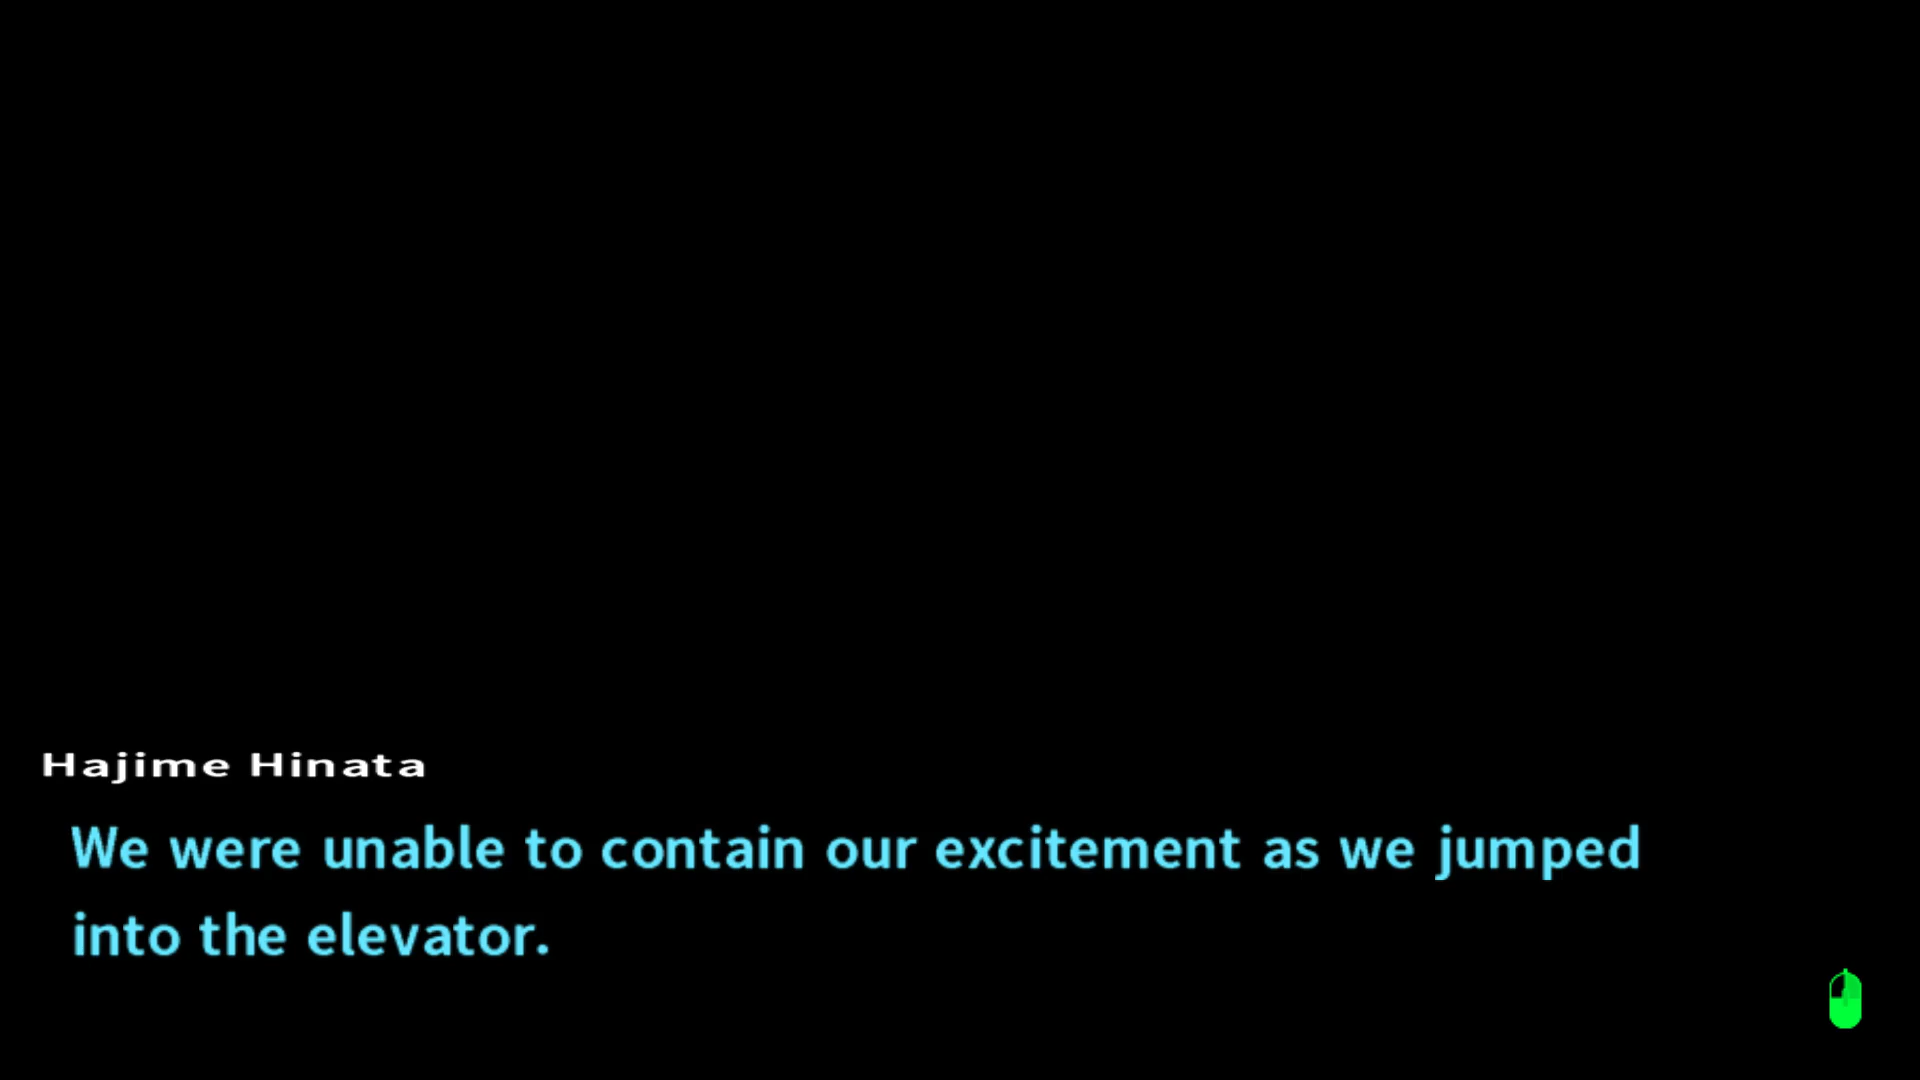 Hajime Hinata
We were unable to contain our excitement as we jumped
into the elevator.